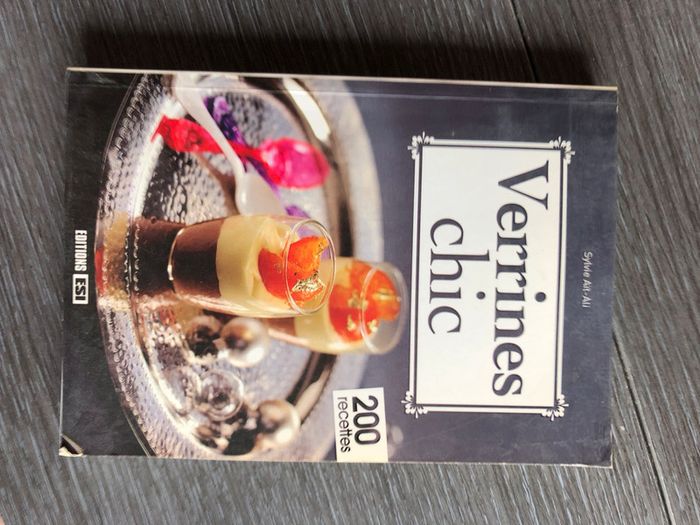 Sylvie Aït-Ali
Verrines
chic
200
recettes
EDITIONS ESI